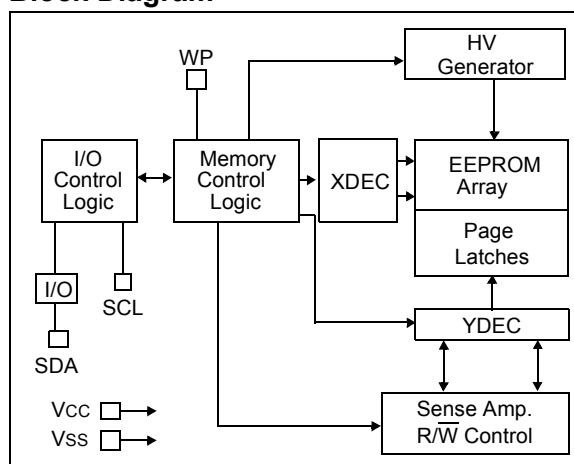 Block Diagram
HV
Generator
WP
I/O
Control
Logic
Memory
Control
Logic
XDEC
EEPROM
Array
Page
Latches
I/O
SCL
SDA
YDEC
VCC
VSS
Sense Amp.
R/W̅ Control